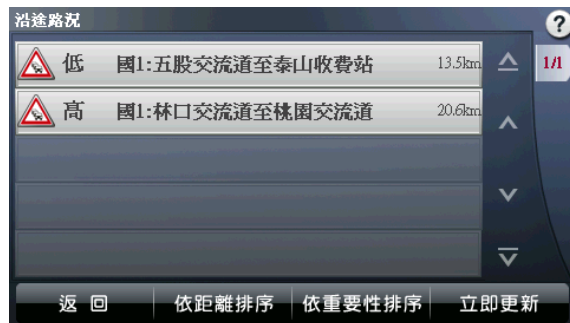 沿途路況
?
低 國1:五股交流道至泰山收費站 13.5km
1/1
高 國1:林口交流道至桃園交流道 20.6km
返回 依距離排序 依重要性排序 立即更新